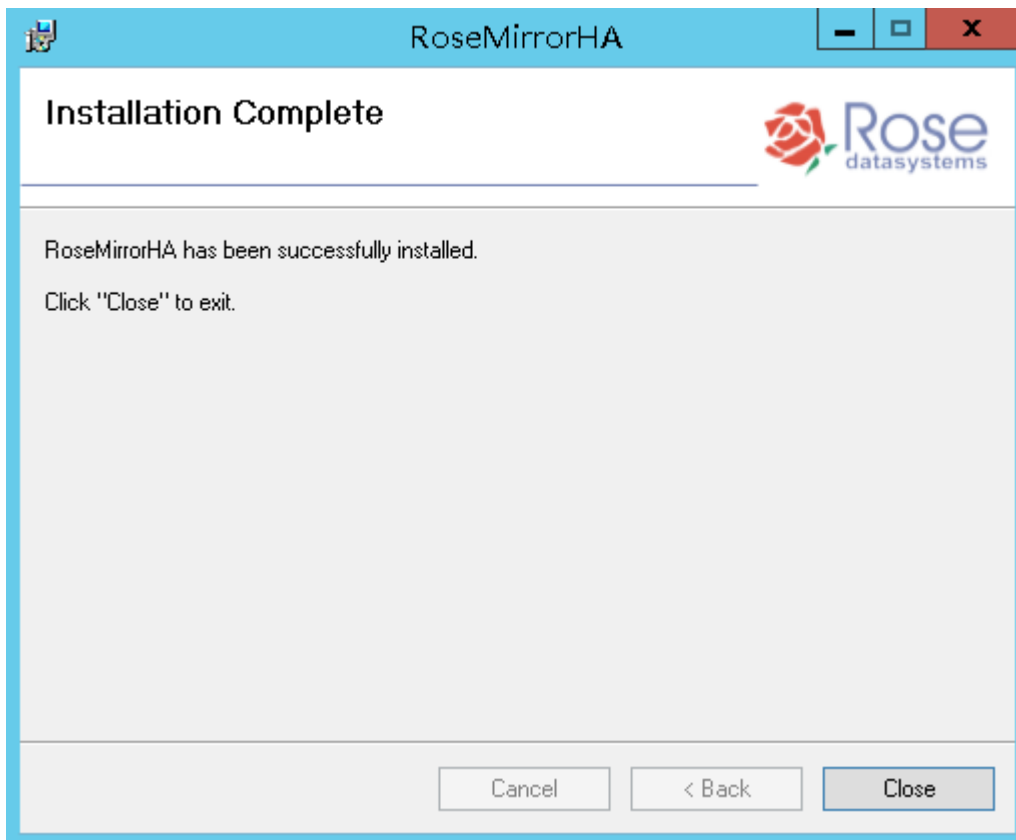 RoseMirrorHA
Installation Complete
Rose
datasystems
RoseMirrorHA has been successfully installed.
Click "Close" to exit.
Cancel
< Back
Close